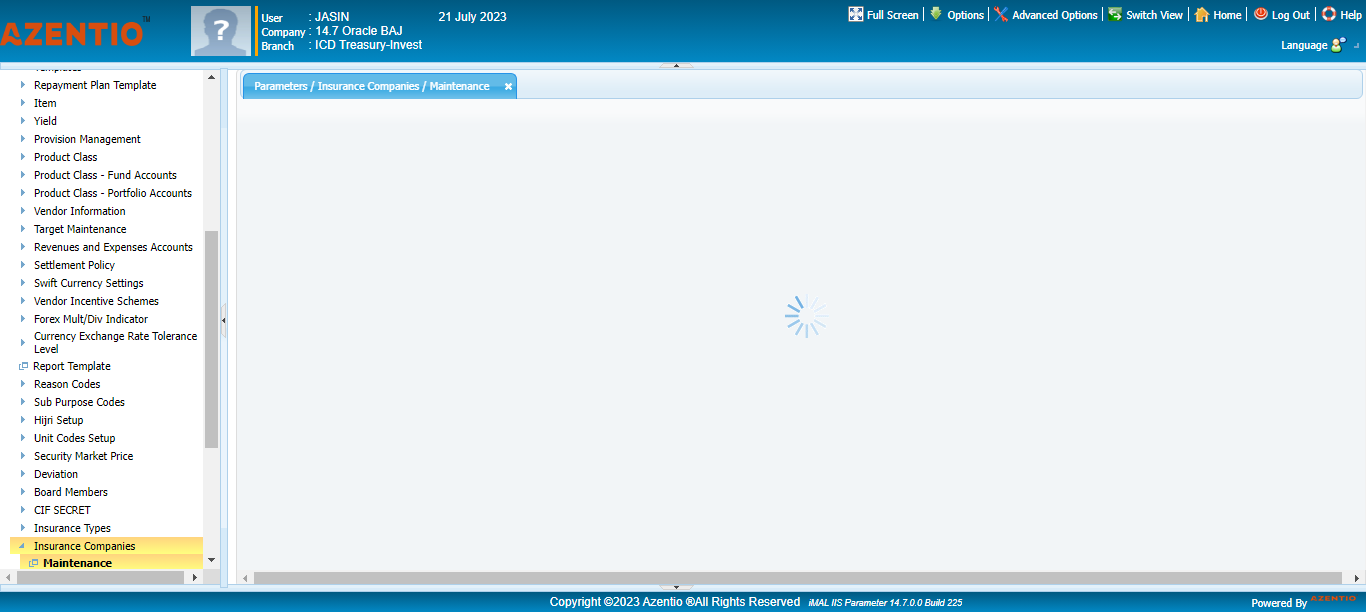 AZENTIO™
?
User : JASIN 21 July 2023
Company : 14.7 Oracle BAJ
Branch : ICD Treasury-Invest
Full Screen Options Advanced Options Switch View Home Log Out Help
Language
Templates
Repayment Plan Template
Item
Yield
Provision Management
Product Class
Product Class - Fund Accounts
Product Class - Portfolio Accounts
Vendor Information
Target Maintenance
Revenues and Expenses Accounts
Settlement Policy
Swift Currency Settings
Vendor Incentive Schemes
Forex Mult/Div Indicator
Currency Exchange Rate Tolerance
Level
Report Template
Reason Codes
Sub Purpose Codes
Hijri Setup
Unit Codes Setup
Security Market Price
Deviation
Board Members
CIF SECRET
Insurance Types
Insurance Companies
Maintenance
Parameters / Insurance Companies / Maintenance
Copyright ©2023 Azentio ®All Rights Reserved iMAL IIS Parameter 14.7.0.0 Build 225
Powered By AZENTIO